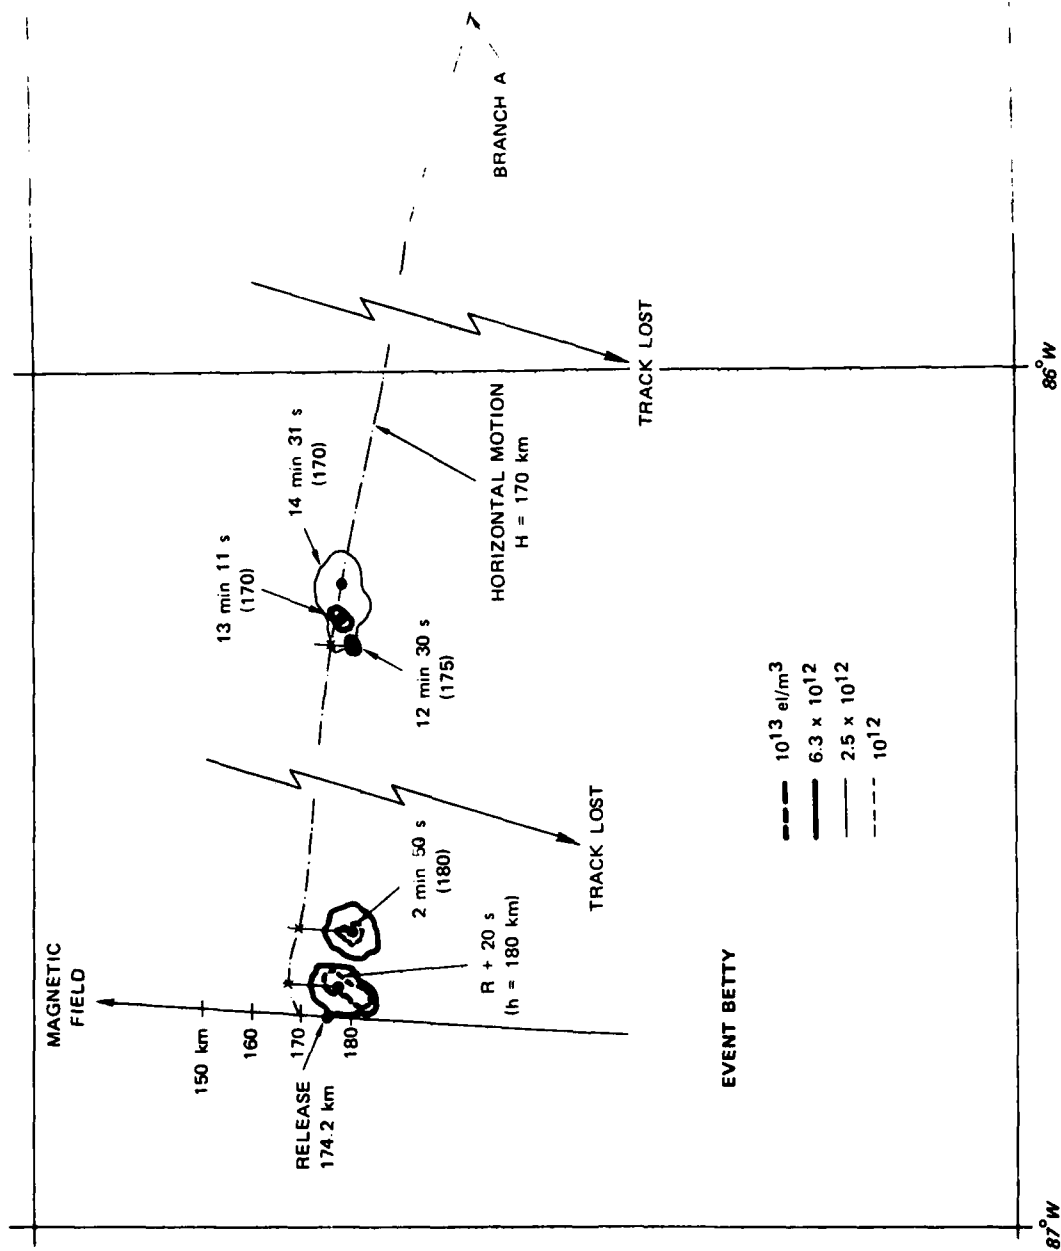 MAGNETIC
FIELD
150 km
160
170
180
RELEASE
174.2 km
R + 20 s
(h = 180 km)
2 min 50 s
(180)
TRACK LOST
12 min 30 s
(175)
13 min 11 s
(170)
14 min 31 s
(170)
HORIZONTAL MOTION
H = 170 km
TRACK LOST
BRANCH A
EVENT BETTY
10¹³ el/m³
6.3 x 10¹²
2.5 x 10¹²
10¹²
87°W
86°W